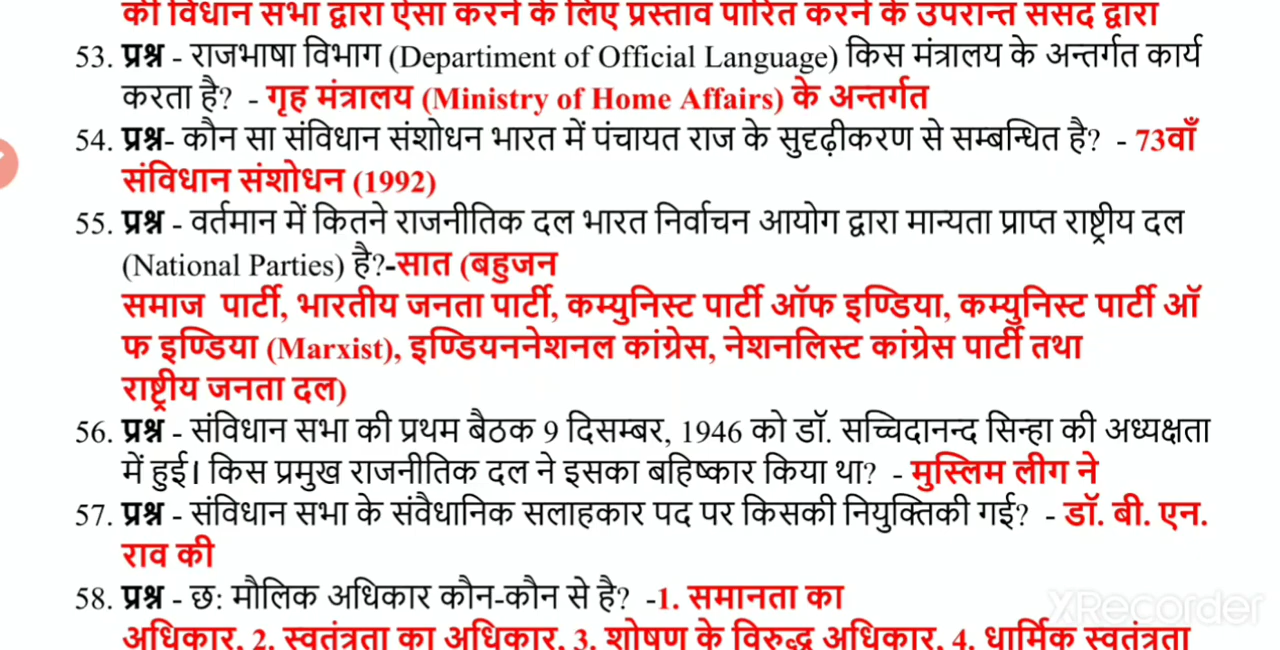 की विधान सभा द्वारा ऐसा करने के लिए प्रस्ताव पारित करने के उपरान्त संसद द्वारा
53. प्रश्न - राजभाषा विभाग (Departiment of Official Language) किस मंत्रालय के अन्तर्गत कार्य
करता है? - गृह मंत्रालय (Ministry of Home Affairs) के अन्तर्गत
54. प्रश्न- कौन सा संविधान संशोधन भारत में पंचायत राज के सुदृढ़ीकरण से सम्बन्धित है? - 73वाँ
संविधान संशोधन (1992)
55. प्रश्न - वर्तमान में कितने राजनीतिक दल भारत निर्वाचन आयोग द्वारा मान्यता प्राप्त राष्ट्रीय दल
(National Parties) है?-सात (बहुजन
समाज पार्टी, भारतीय जनता पार्टी, कम्युनिस्ट पार्टी ऑफ इण्डिया, कम्युनिस्ट पार्टी ऑ
फ इण्डिया (Marxist), इण्डियननेशनल कांग्रेस, नेशनलिस्ट कांग्रेस पार्टी तथा
राष्ट्रीय जनता दल)
56. प्रश्न - संविधान सभा की प्रथम बैठक 9 दिसम्बर, 1946 को डॉ. सच्चिदानन्द सिन्हा की अध्यक्षता
में हुई। किस प्रमुख राजनीतिक दल ने इसका बहिष्कार किया था? - मुस्लिम लीग ने
57. प्रश्न - संविधान सभा के संवैधानिक सलाहकार पद पर किसकी नियुक्तिकी गई? - डॉ. बी. एन.
राव की
58. प्रश्न - छ: मौलिक अधिकार कौन-कौन से है? -1. समानता का
अधिकार, 2. स्वतंत्रता का अधिकार, 3. शोषण के विरुद्ध अधिकार, 4. धार्मिक स्वतंत्रता
XRecorder